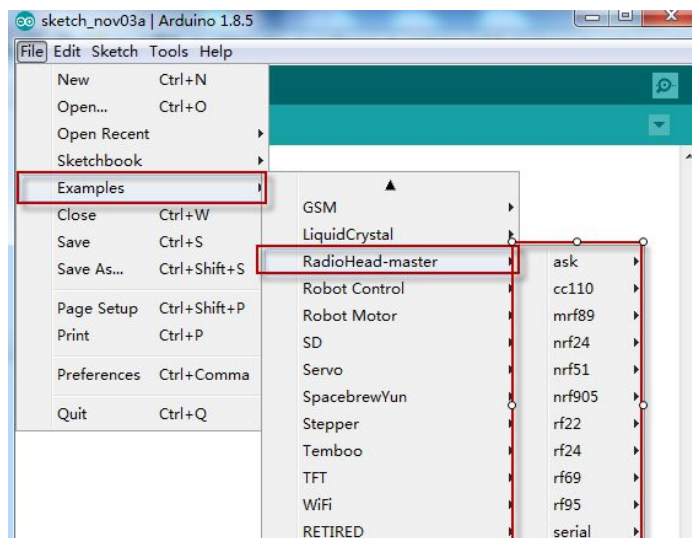 sketch_nov03a | Arduino 1.8.5
File Edit Sketch Tools Help
New Ctrl+N
Open... Ctrl+O
Open Recent
Sketchbook
Examples
Close Ctrl+W
Save Ctrl+S
Save As... Ctrl+Shift+S
Page Setup Ctrl+Shift+P
Print Ctrl+P
Preferences Ctrl+Comma
Quit Ctrl+Q
GSM
LiquidCrystal
RadioHead-master
Robot Control
Robot Motor
SD
Servo
SpacebrewYun
Stepper
Temboo
TFT
WiFi
RETIRED
ask
cc110
mrf89
nrf24
nrf51
nrf905
rf22
rf24
rf69
rf95
serial